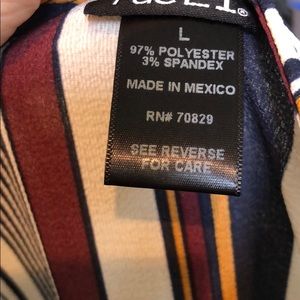 L
97% POLYESTER
3% SPANDEX
MADE IN MEXICO
RN# 70829
SEE REVERSE
FOR CARE